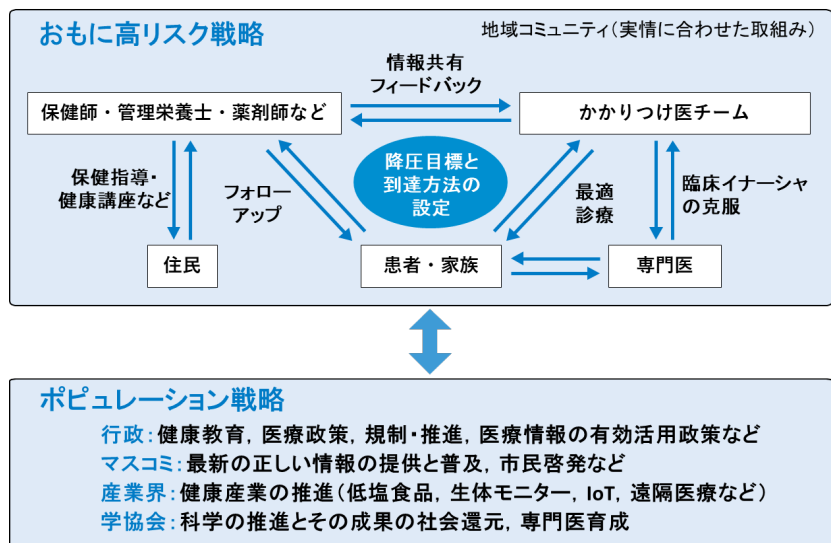 おもに高リスク戦略
地域コミュニティ(実情に合わせた取組み)
情報共有
フィードバック
保健師・管理栄養士・薬剤師など
かかりつけ医チーム
降圧目標と
到達方法の
設定
保健指導・
健康講座など
フォロー
アップ
最適
診療
臨床イナーシャ
の克服
住民
患者・家族
専門医
ポピュレーション戦略
行政:健康教育, 医療政策, 規制・推進, 医療情報の有効活用政策など
マスコミ:最新の正しい情報の提供と普及, 市民啓発など
産業界:健康産業の推進(低塩食品, 生体モニター, IoT, 遠隔医療など)
学協会:科学の推進とその成果の社会還元, 専門医育成